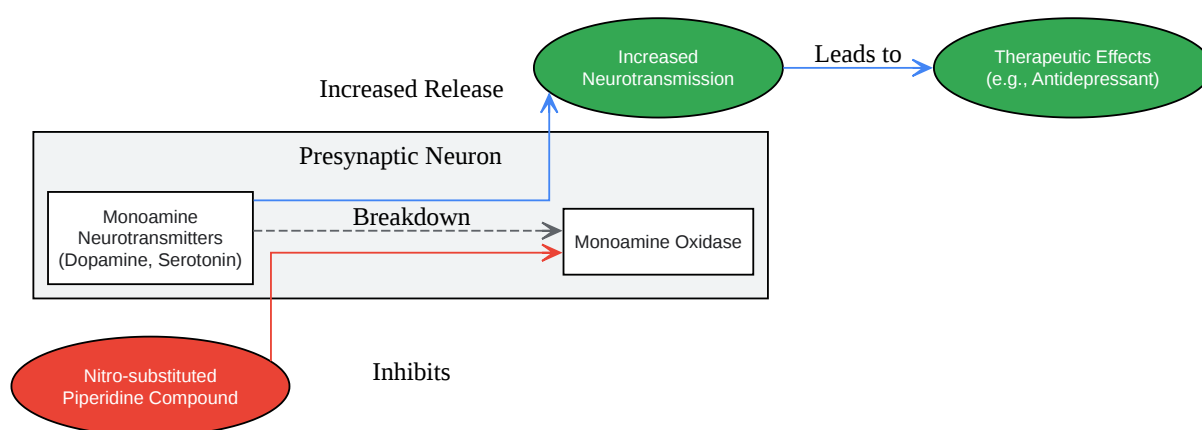 Increased
Neurotransmission
Leads to
Therapeutic Effects
(e.g., Antidepressant)
Increased Release
Presynaptic Neuron
Monoamine
Neurotransmitters
(Dopamine, Serotonin)
Breakdown
Monoamine Oxidase
Nitro-substituted
Piperidine Compound
Inhibits